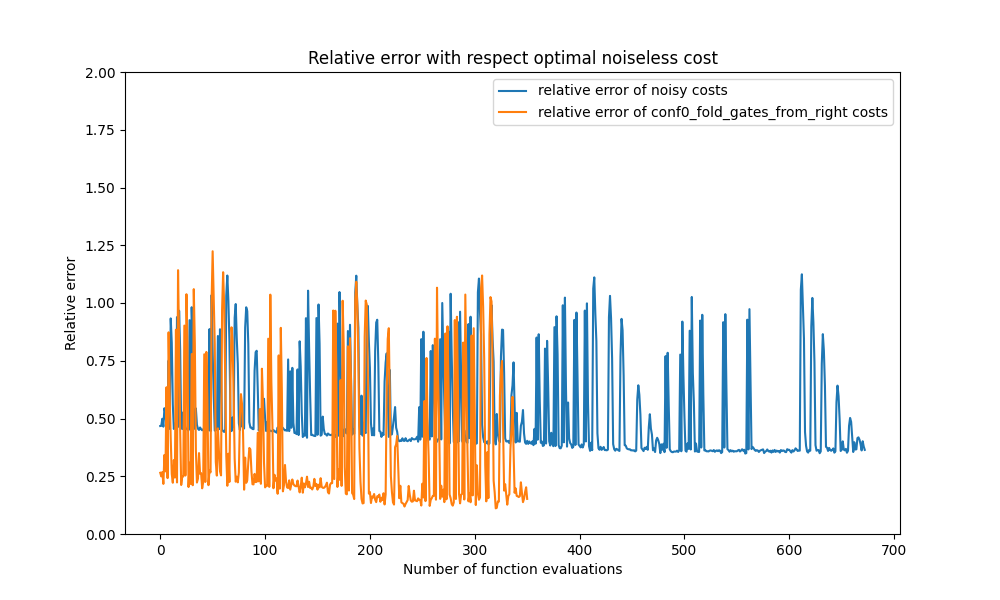 Relative error with respect optimal noiseless cost
relative error of noisy costs
relative error of conf0_fold_gates_from_right costs
2.00
1.75
1.50
1.25
1.00
0.75
0.50
0.25
0.00
Relative error
0 100 200 300 400 500 600 700
Number of function evaluations